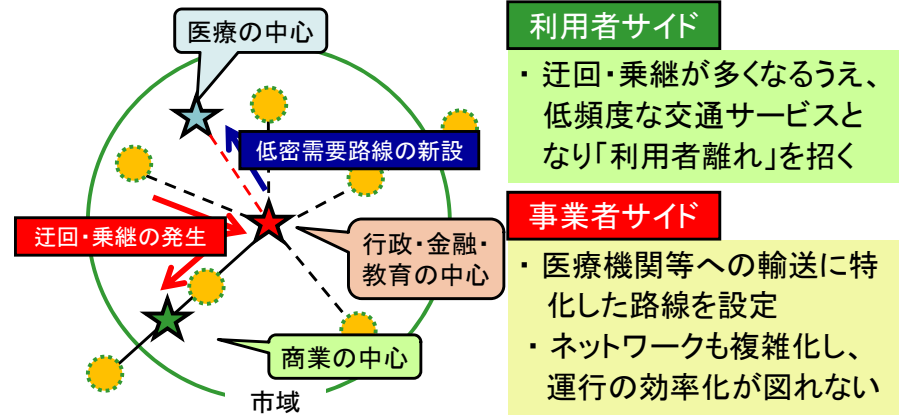 医療の中心
低密需要路線の新設
迂回・乗継の発生
行政・金融・
教育の中心
商業の中心
市域
利用者サイド
・ 迂回・乗継が多くなるうえ、
低頻度な交通サービスと
なり「利用者離れ」を招く
事業者サイド
・ 医療機関等への輸送に特
化した路線を設定
・ ネットワークも複雑化し、
運行の効率化が図れない